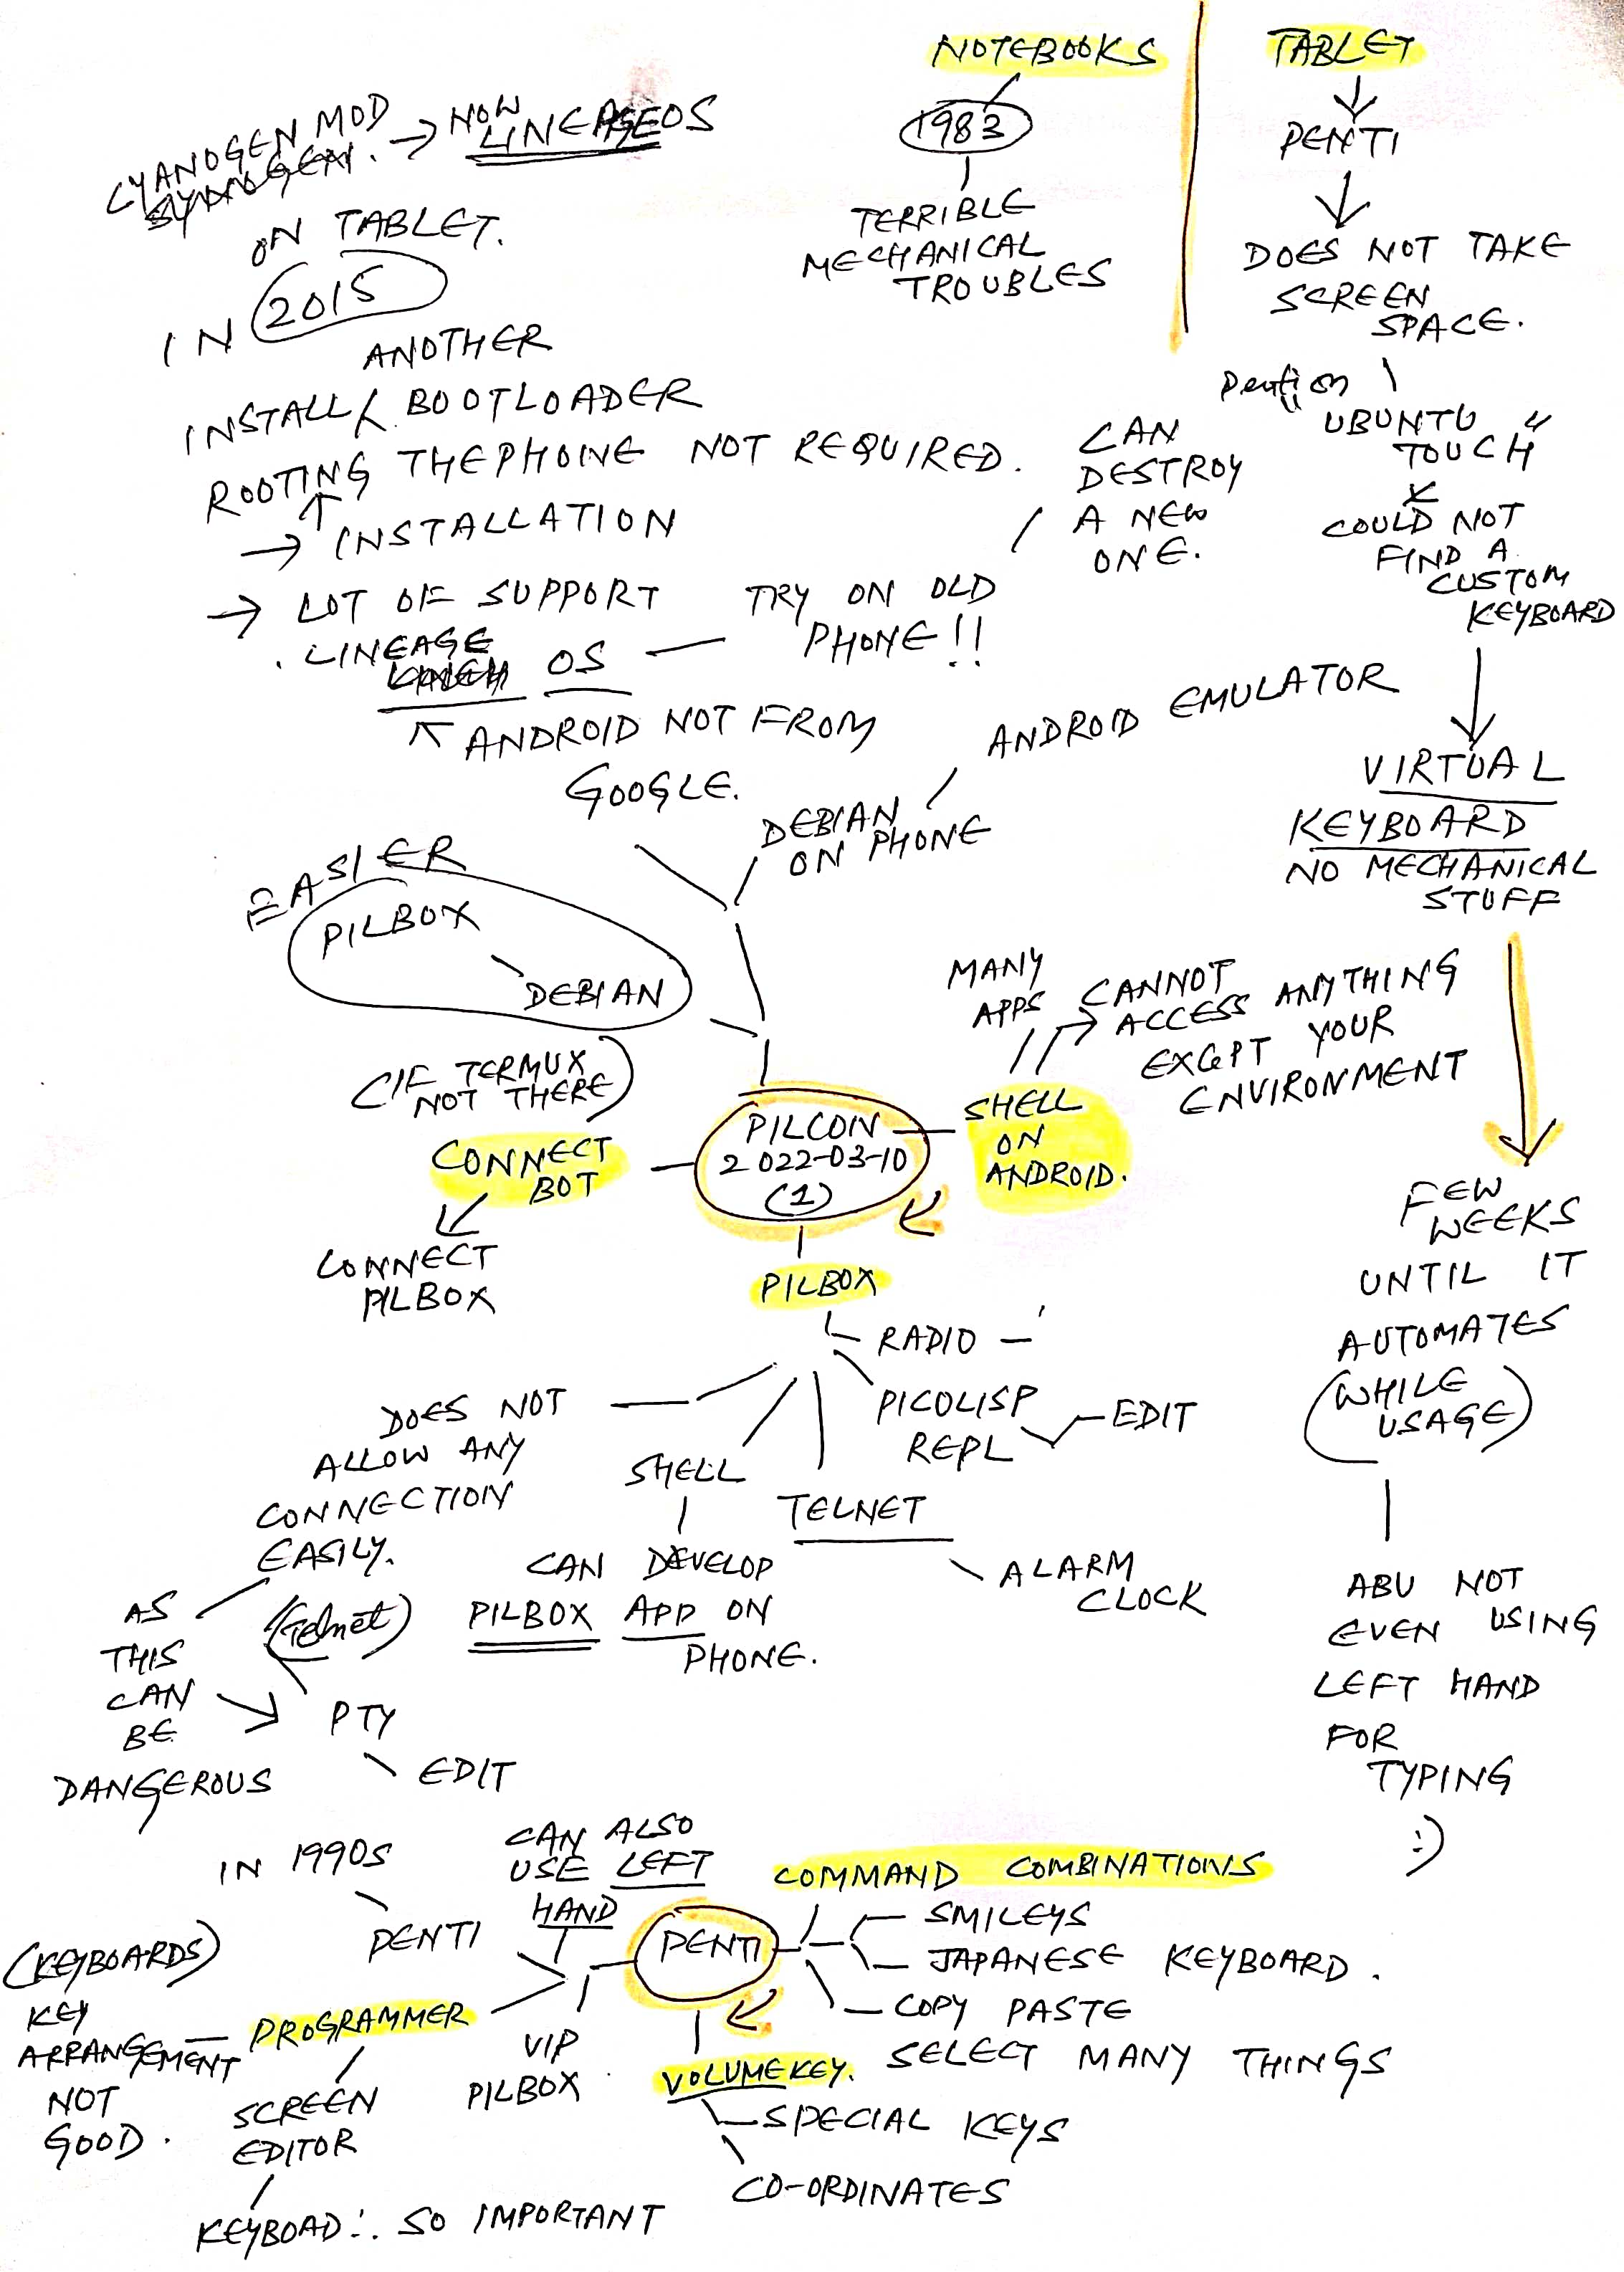 NOTEBOOKS
1983
TERRIBLE
MECHANICAL
TROUBLES
TABLET
PENTI
DOES NOT TAKE
SCREEN
SPACE.
Penti on
"UBUNTU
TOUCH"
COULD NOT
FIND A
CUSTOM
KEYBOARD
VIRTUAL
KEYBOARD
NO MECHANICAL
STUFF
FEW
WEEKS
UNTIL IT
AUTOMATES
(WHILE
USAGE)
ABU NOT
EVEN USING
LEFT HAND
FOR
TYPING
:)
CYANOGEN MOD
→ NOW
LINEAGEOS
ON TABLET.
IN 2015
ANOTHER
INSTALL BOOTLOADER
ROOTING THE PHONE NOT REQUIRED.
→ INSTALLATION
→ LOT OF SUPPORT
. LINEAGE
OS
TRY ON OLD
PHONE!!
CAN
DESTROY
A NEW
ONE.
ANDROID NOT FROM
GOOGLE.
DEBIAN
ON PHONE
ANDROID EMULATOR
EASIER
PILBOX
DEBIAN
(IF TERMUX
NOT THERE)
CONNECT
BOT
CONNECT
PILBOX
PILCON
2022-03-10
(1)
SHELL
ON
ANDROID.
MANY
APPS
CANNOT
ACCESS ANYTHING
EXCEPT YOUR
ENVIRONMENT
PILBOX
RADIO –
PICOLISP
REPL
EDIT
TELNET
ALARM
CLOCK
SHELL
CAN DEVELOP
PILBOX APP ON
PHONE.
DOES NOT
ALLOW ANY
CONNECTION
EASILY.
(Telnet)
AS
THIS
CAN
BE
DANGEROUS
PTY
EDIT
PENTI
COMMAND COMBINATIONS
SMILEYS
JAPANESE KEYBOARD.
COPY PASTE
SELECT MANY THINGS
VOLUME KEY.
SPECIAL KEYS
CO-ORDINATES
CAN ALSO
USE LEFT
HAND
IN 1990S
PENTI
VIP
PILBOX
PROGRAMMER
(KEYBOARDS)
KEY
ARRANGEMENT
NOT
GOOD.
SCREEN
EDITOR
KEYBOAD ∴ SO IMPORTANT